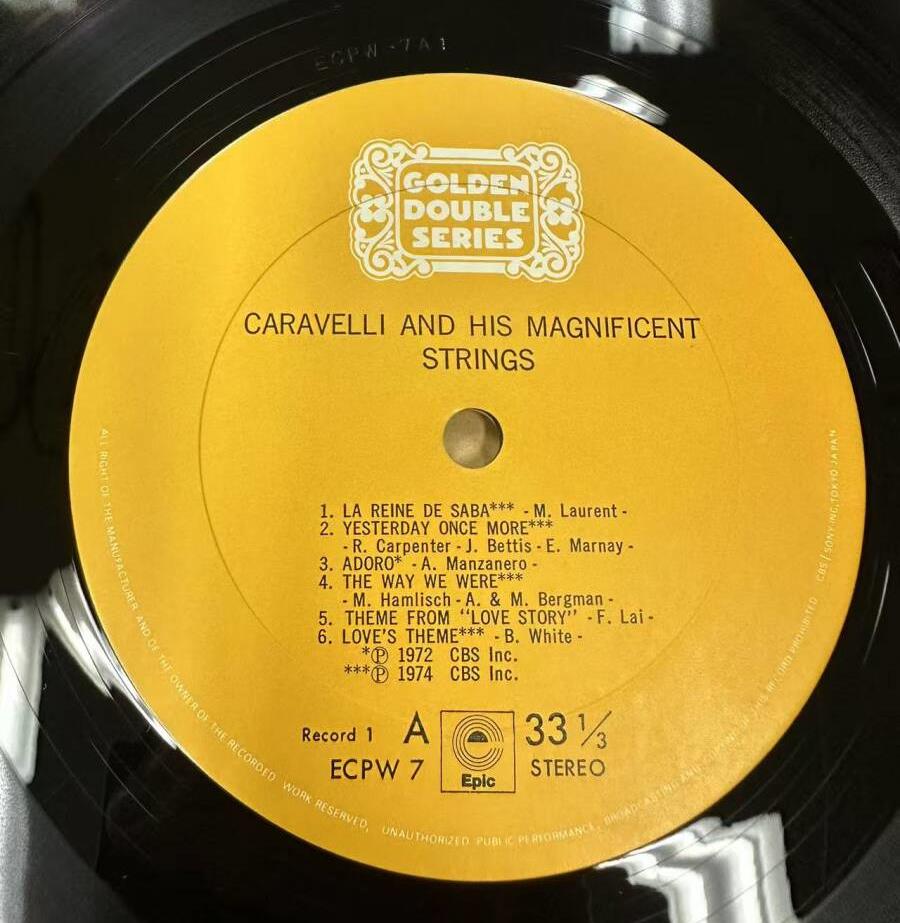 ECPW-7A1
GOLDEN
DOUBLE
SERIES
CARAVELLI AND HIS MAGNIFICENT
STRINGS
1. LA REINE DE SABA*** - M. Laurent -
2. YESTERDAY ONCE MORE***
- R. Carpenter - J. Bettis - E. Marnay -
3. ADORO* - A. Manzanero -
4. THE WAY WE WERE***
- M. Hamlisch - A. & M. Bergman -
5. THEME FROM “LOVE STORY” - F. Lai -
6. LOVE'S THEME*** - B. White -
*Ⓟ 1972 CBS Inc.
***Ⓟ 1974 CBS Inc.
Record 1 A
ECPW 7
Epic
33 1/3
STEREO
ALL RIGHT OF THE MANUFACTURER AND OF THE OWNER OF THE RECORDED WORK RESERVED, UNAUTHORIZED PUBLIC PERFORMANCE, BROADCASTING AND OF THIS RECORD PROHIBITED CBS/SONY INC, TOKYO JAPAN